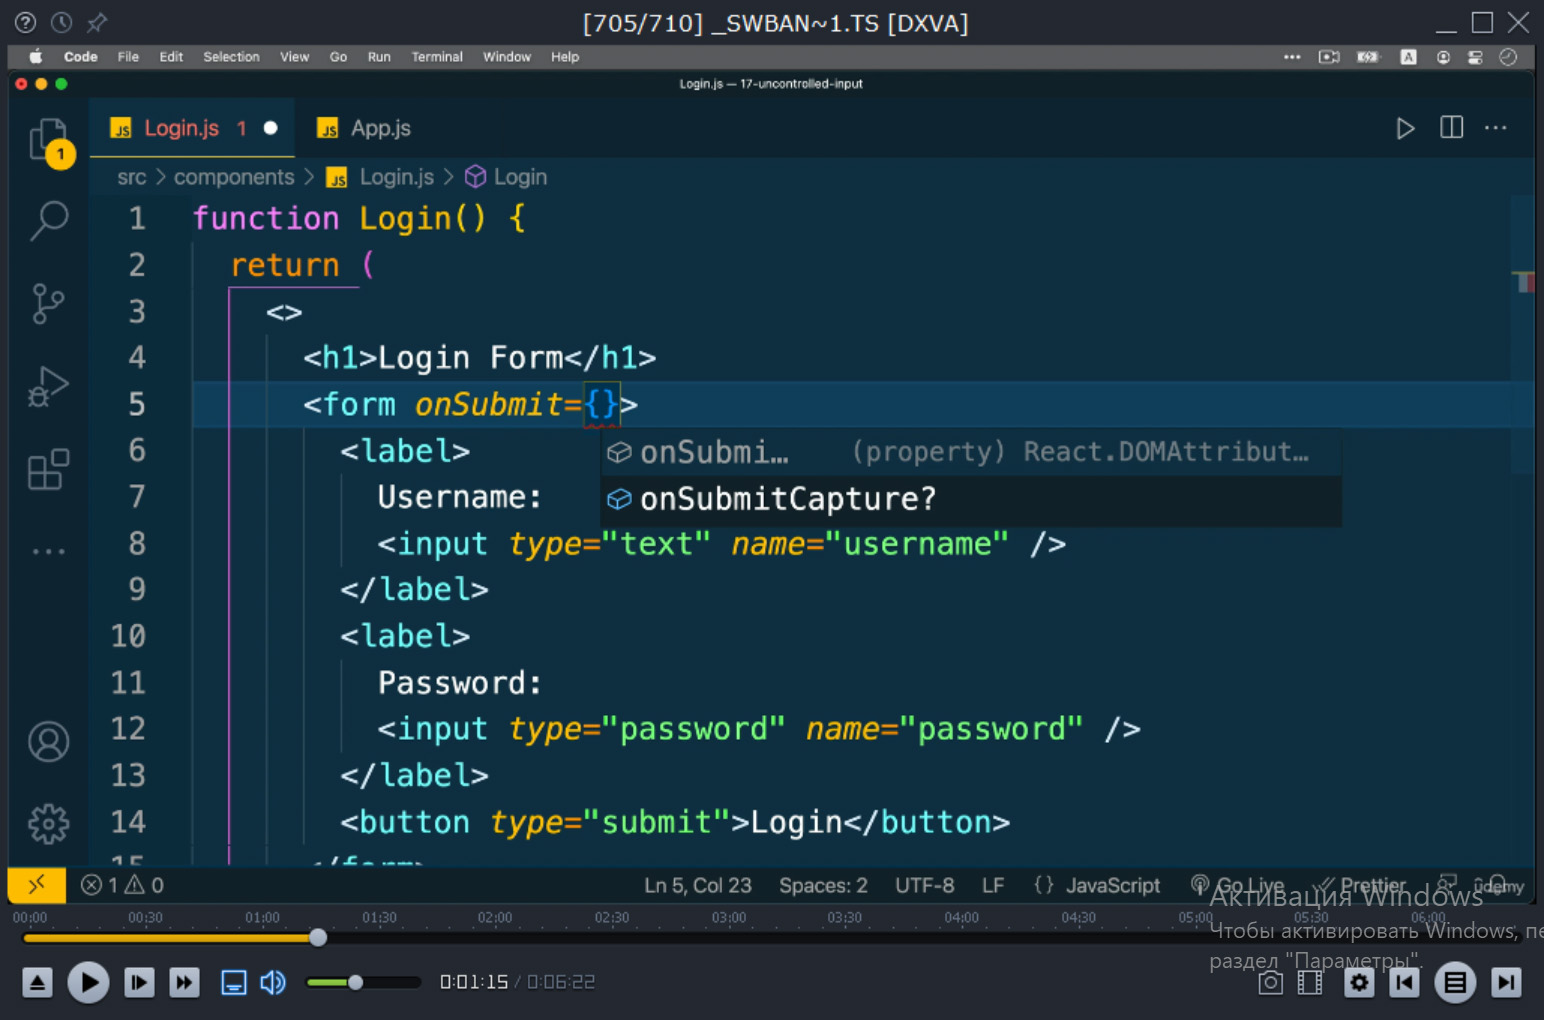 [705/710] _SWBAN~1.TS [DXVA]
Code File Edit Selection View Go Run Terminal Window Help
Login.js — 17-uncontrolled-input
JS Login.js 1 JS App.js
1
src > components > JS Login.js > Login
1 function Login() {
2 return (
3 <>
4 <h1>Login Form</h1>
5 <form onSubmit={}>
6 <label>
onSubmi… (property) React.DOMAttribut…
7 Username:
onSubmitCapture?
8 <input type="text" name="username" />
9 </label>
10 <label>
11 Password:
12 <input type="password" name="password" />
13 </label>
14 <button type="submit">Login</button>
15 </form>
1 0 Ln 5, Col 23 Spaces: 2 UTF-8 LF {} JavaScript Go Live Prettier
udemy
Активация Windows
Чтобы активировать Windows,
раздел "Параметры".
00:00 00:30 01:00 01:30 02:00 02:30 03:00 03:30 04:00 04:30 05:00 05:30 06:00
0:01:15 / 0:06:22